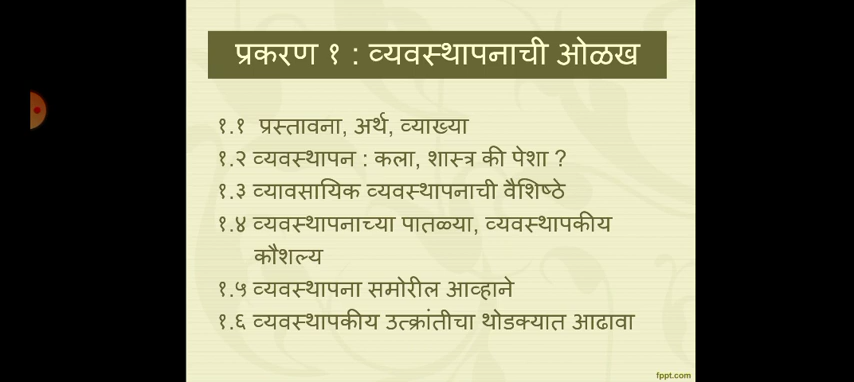 प्रकरण १ : व्यवस्थापनाची ओळख
१.१ प्रस्तावना, अर्थ, व्याख्या
१.२ व्यवस्थापन : कला, शास्त्र की पेशा ?
१.३ व्यावसायिक व्यवस्थापनाची वैशिष्ठे
१.४ व्यवस्थापनाच्या पातळ्या, व्यवस्थापकीय
कौशल्य
१.५ व्यवस्थापना समोरील आव्हाने
१.६ व्यवस्थापकीय उत्क्रांतीचा थोडक्यात आढावा
fppt.com